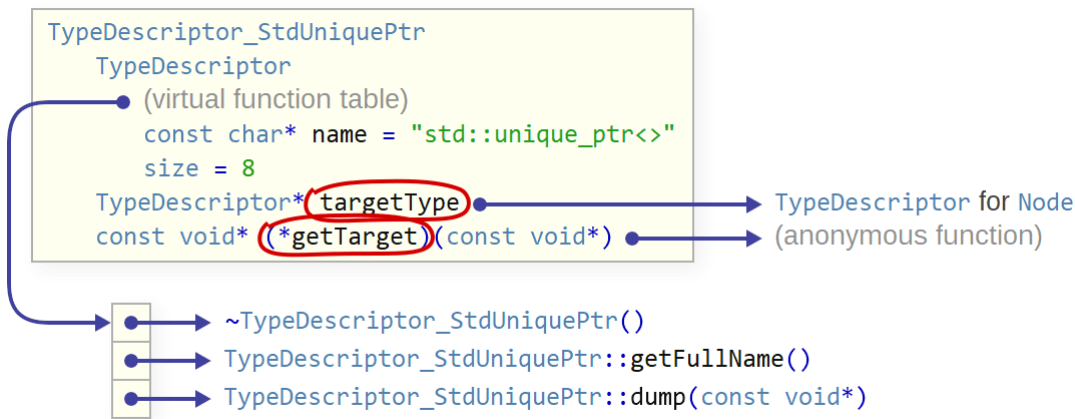 TypeDescriptor_StdUniquePtr
TypeDescriptor
(virtual function table)
const char* name = "std::unique_ptr<>"
size = 8
TypeDescriptor* targetType TypeDescriptor for Node
const void* (*getTarget)(const void*) (anonymous function)
~TypeDescriptor_StdUniquePtr()
TypeDescriptor_StdUniquePtr::getFullName()
TypeDescriptor_StdUniquePtr::dump(const void*)